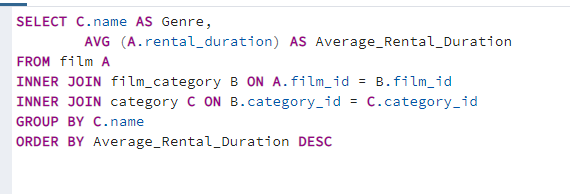 SELECT C.name AS Genre,
AVG (A.rental_duration) AS Average_Rental_Duration
FROM film A
INNER JOIN film_category B ON A.film_id = B.film_id
INNER JOIN category C ON B.category_id = C.category_id
GROUP BY C.name
ORDER BY Average_Rental_Duration DESC